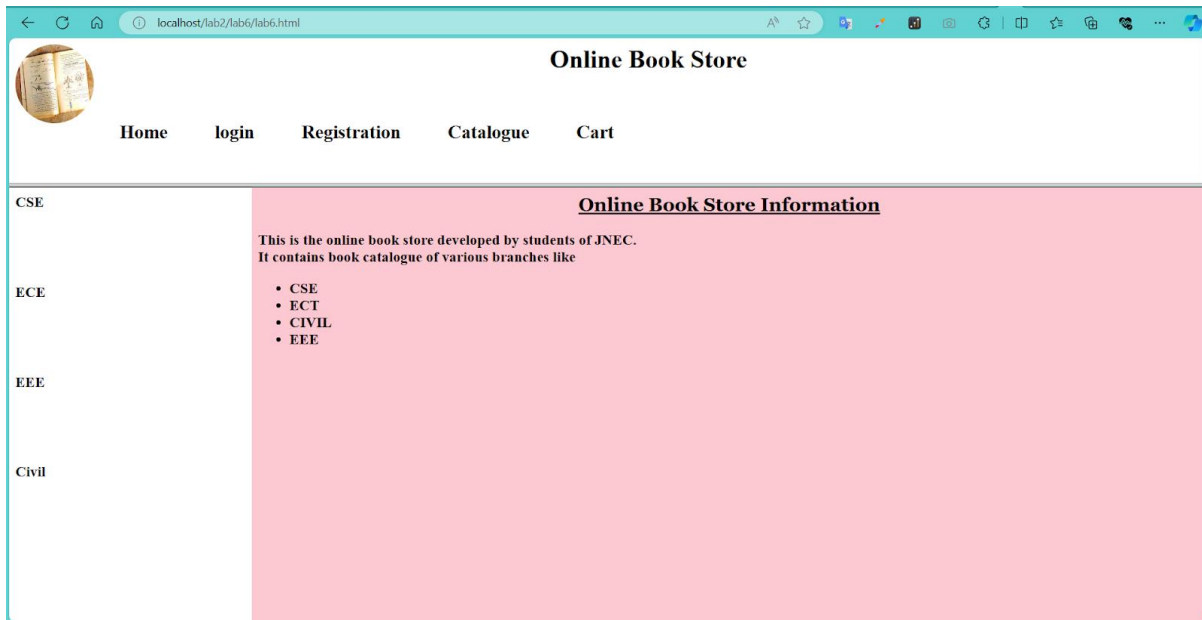 localhost/lab2/lab6/lab6.html
Online Book Store
Home login Registration Catalogue Cart
CSE
ECE
EEE
Civil
Online Book Store Information
This is the online book store developed by students of JNEC.
It contains book catalogue of various branches like
• CSE
• ECT
• CIVIL
• EEE